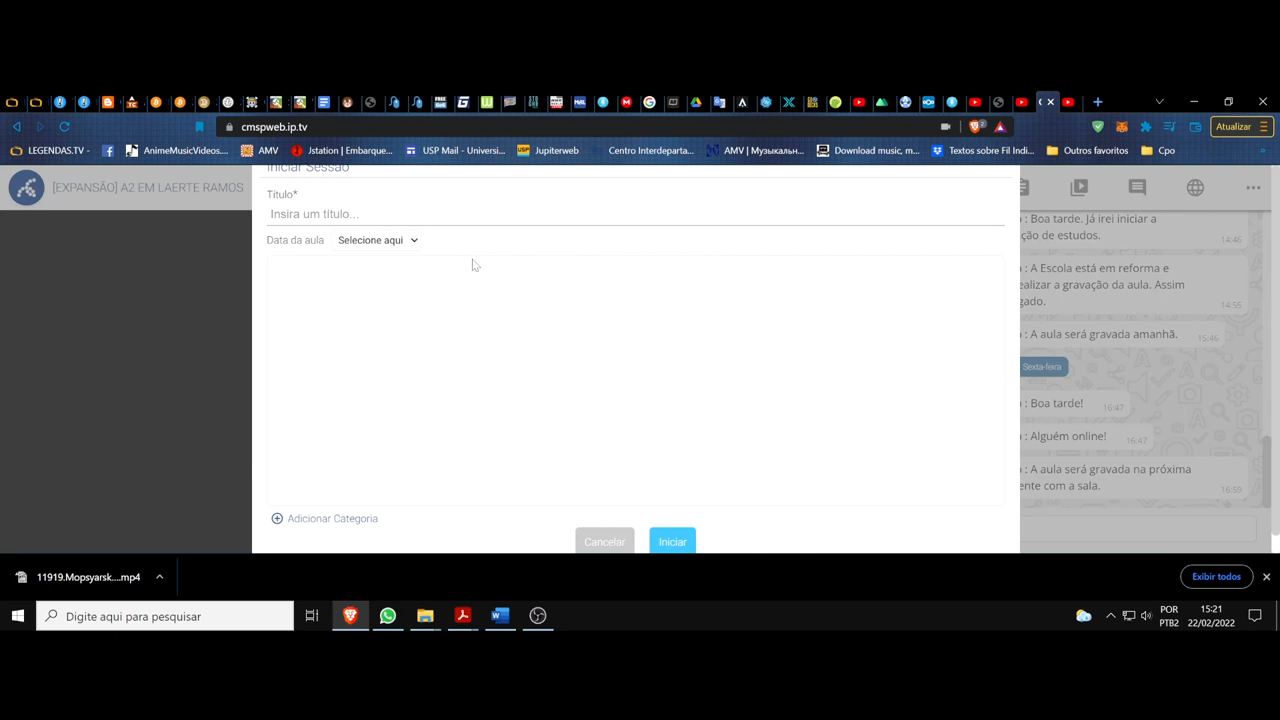 cmspweb.ip.tv
Atualizar
LEGENDAS.TV -
AnimeMusicVideos...
AMV
Jstation | Embarque...
USP Mail - Universi...
Jupiterweb
Centro Interdeparta...
AMV | Музыкальн...
Download music, m...
Textos sobre Fil Indi...
Outros favoritos
Cpo
Iniciar Sessão
[EXPANSÃO] A2 EM LAERTE RAMOS
Título*
Insira um título...
Data da aula
Selecione aqui
Adicionar Categoria
Cancelar
Iniciar
: Boa tarde. Já irei iniciar a
ção de estudos.
14:46
: A Escola está em reforma e
ealizar a gravação da aula. Assim
gado.
14:55
: A aula será gravada amanhã.
15:46
Sexta-feira
: Boa tarde!
16:47
: Alguém online!
16:47
: A aula será gravada na próxima
ente com a sala.
16:59
11919.Mopsyarsk....mp4
Exibir todos
Digite aqui para pesquisar
POR
PTB2
15:21
22/02/2022